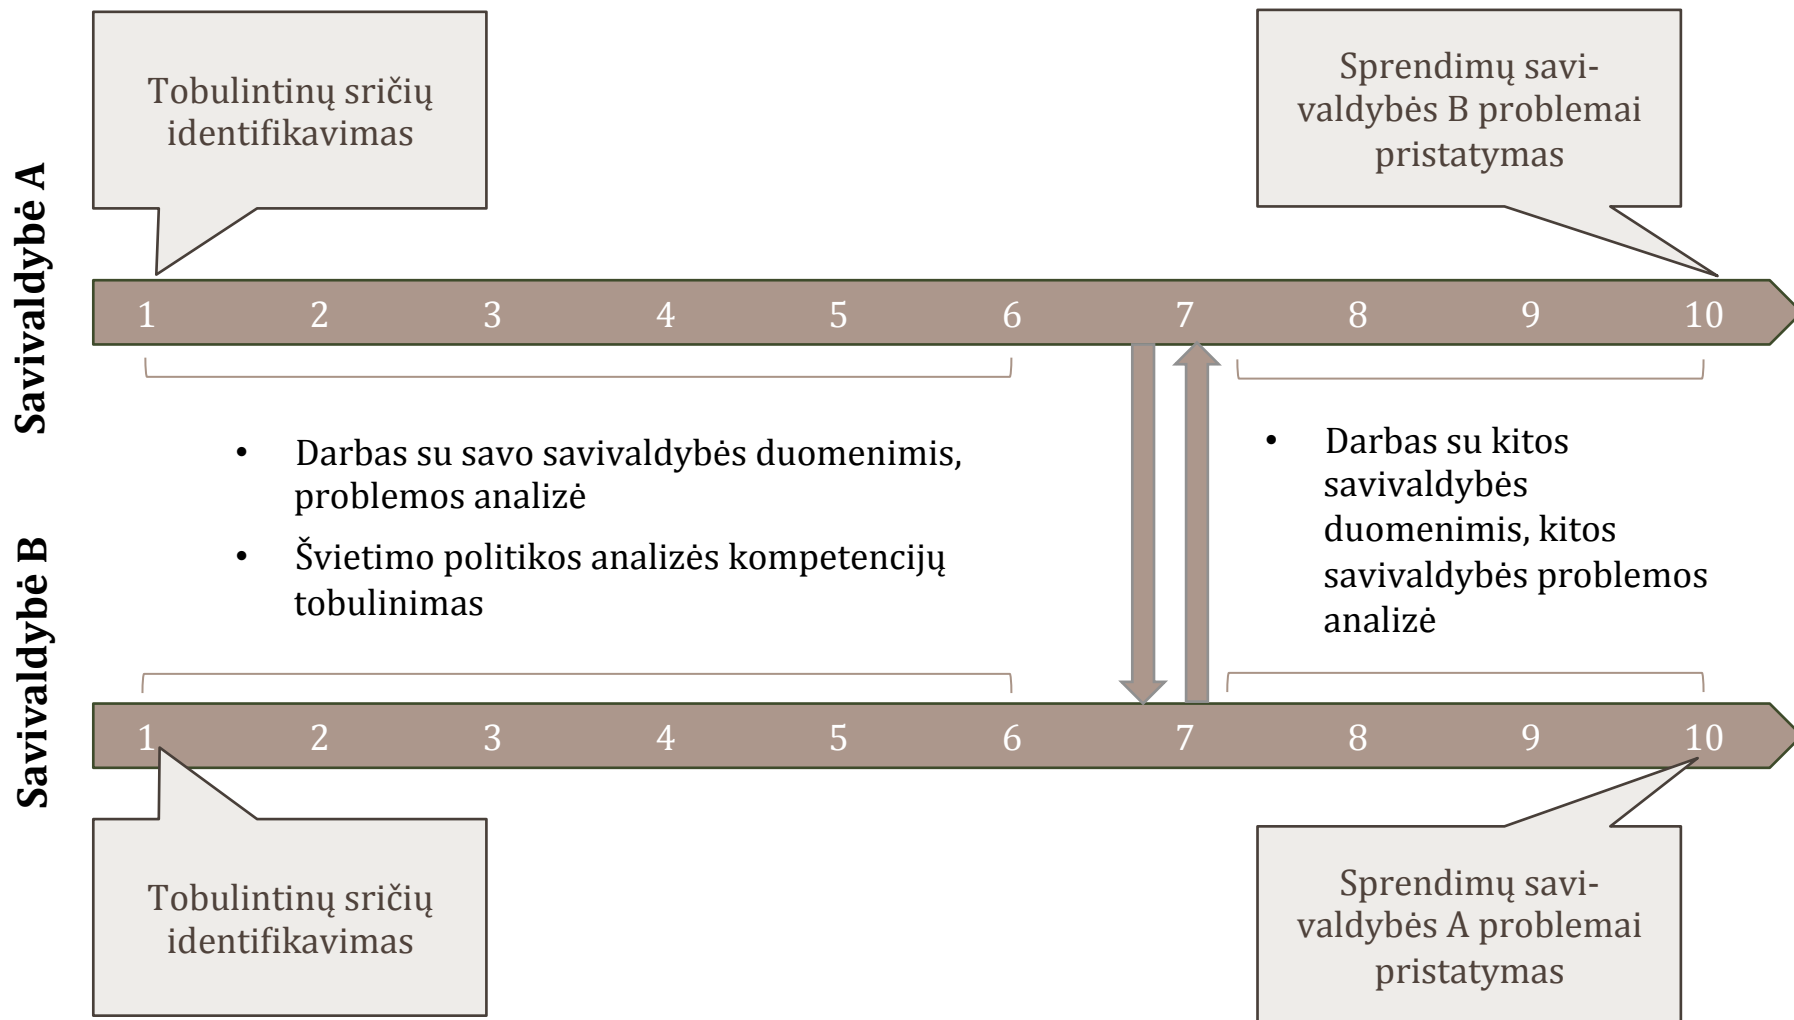 Savivaldybė A
Tobulintinų sričių
identifikavimas
Sprendimų savi-
valdybės B problemai
pristatymas
1 2 3 4 5 6 7 8 9 10
• Darbas su savo savivaldybės duomenimis,
problemos analizė
• Švietimo politikos analizės kompetencijų
tobulinimas
• Darbas su kitos
savivaldybės
duomenimis, kitos
savivaldybės problemos
analizė
Savivaldybė B
1 2 3 4 5 6 7 8 9 10
Tobulintinų sričių
identifikavimas
Sprendimų savi-
valdybės A problemai
pristatymas